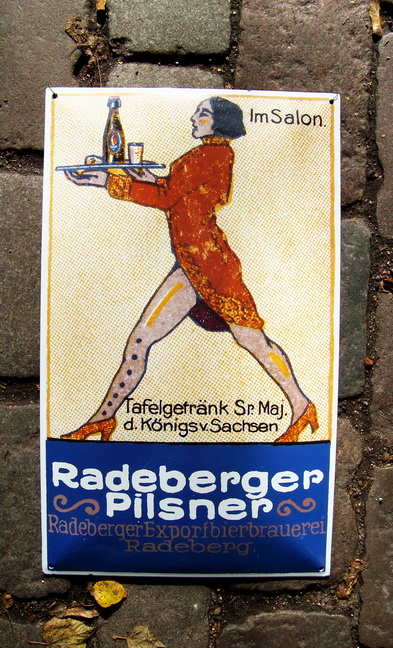 Im Salon.
Tafelgetränk Sr. Maj.
d. Königs v. Sachsen
Radeberger
Pilsner
Radeberger Exportbierbrauerei
Radeberg